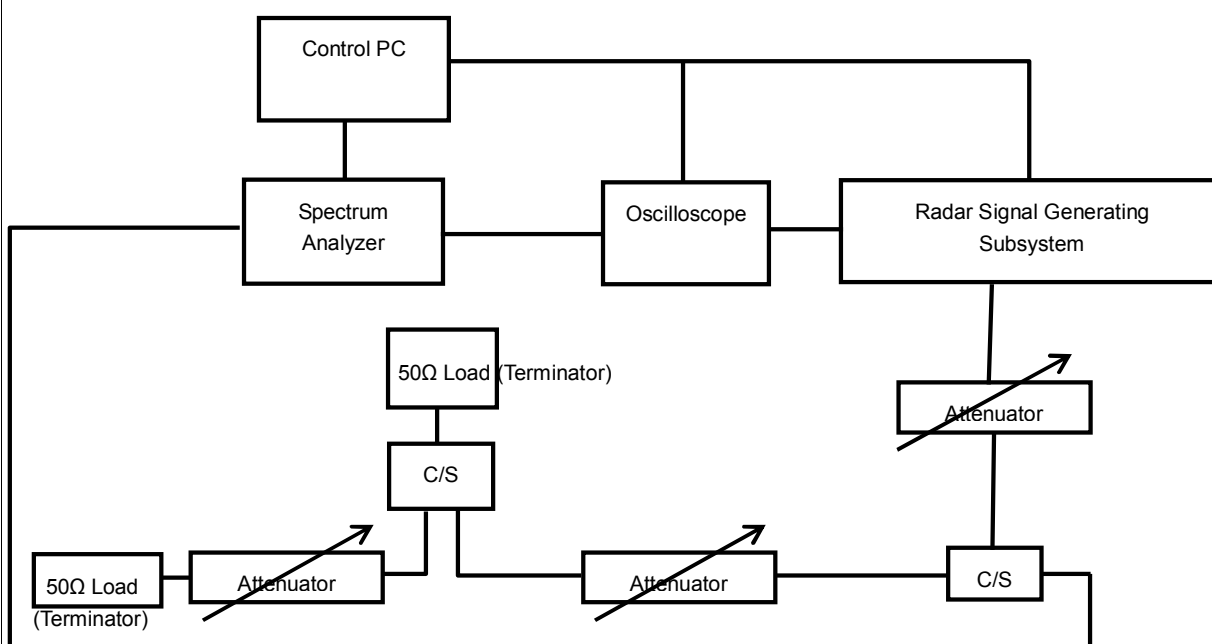 Control PC
Spectrum
Analyzer
Oscilloscope
Radar Signal Generating
Subsystem
50Ω Load (Terminator)
Attenuator
C/S
50Ω Load
(Terminator)
Attenuator
Attenuator
C/S